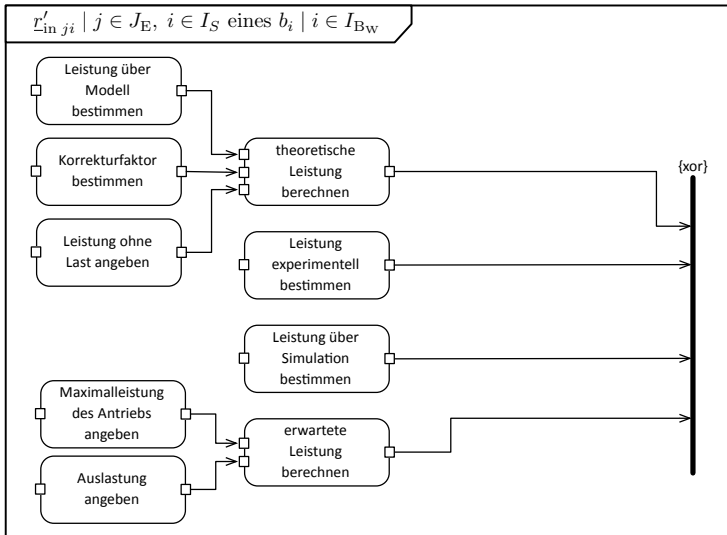 r′in ji | j ∈ JE, i ∈ IS eines bi | i ∈ IBW
Leistung über
Modell
bestimmen
Korrekturfaktor
bestimmen
Leistung ohne
Last angeben
theoretische
Leistung
berechnen
{xor}
Leistung
experimentell
bestimmen
Leistung über
Simulation
bestimmen
Maximalleistung
des Antriebs
angeben
Auslastung
angeben
erwartete
Leistung
berechnen